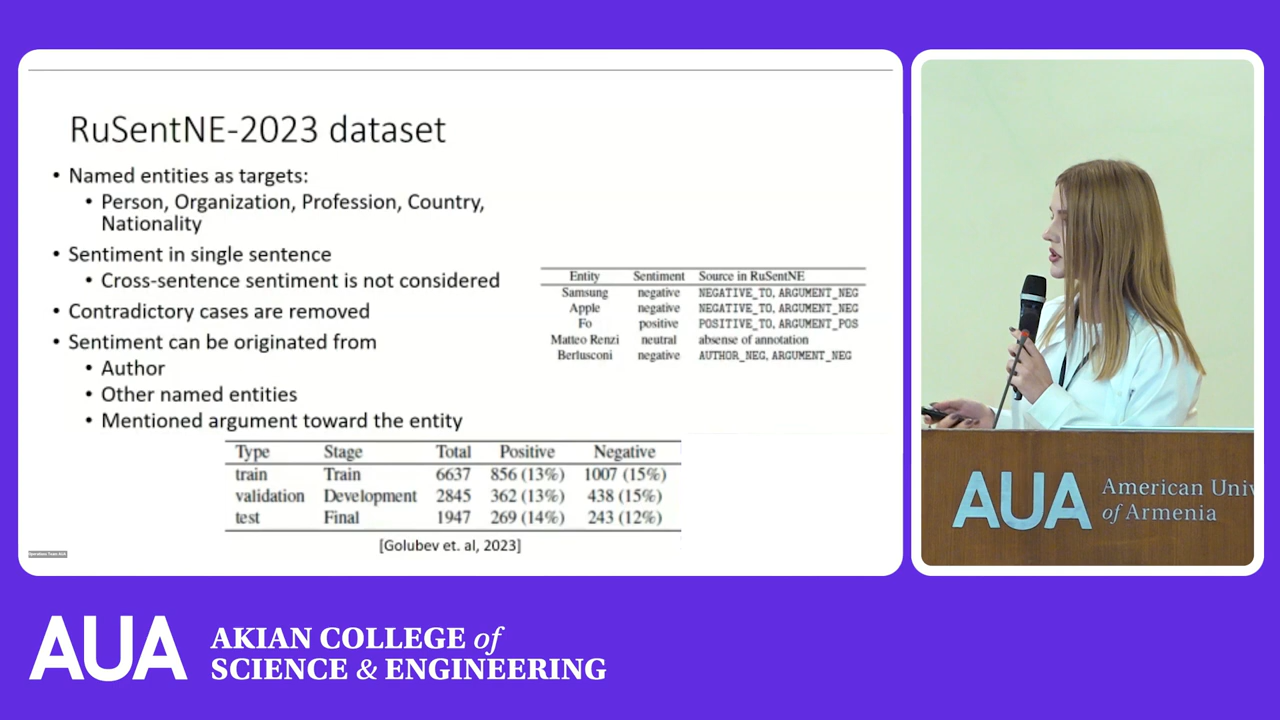 RuSentNE-2023 dataset
• Named entities as targets:
• Person, Organization, Profession, Country,
Nationality
• Sentiment in single sentence
• Cross-sentence sentiment is not considered
• Contradictory cases are removed
• Sentiment can be originated from
• Author
• Other named entities
• Mentioned argument toward the entity
Entity Sentiment Source in RuSentNE
Samsung negative NEGATIVE_TO, ARGUMENT_NEG
Apple negative NEGATIVE_TO, ARGUMENT_NEG
Fo positive POSITIVE_TO, ARGUMENT_POS
Matteo Renzi neutral absense of annotation
Berlusconi negative AUTHOR_NEG, ARGUMENT_NEG
Type Stage Total Positive Negative
train Train 6637 856 (13%) 1007 (15%)
validation Development 2845 362 (13%) 438 (15%)
test Final 1947 269 (14%) 243 (12%)
[Golubev et. al, 2023]
Operations Team AUA
AUA American Univ
of Armenia
AUA AKIAN COLLEGE of
SCIENCE & ENGINEERING